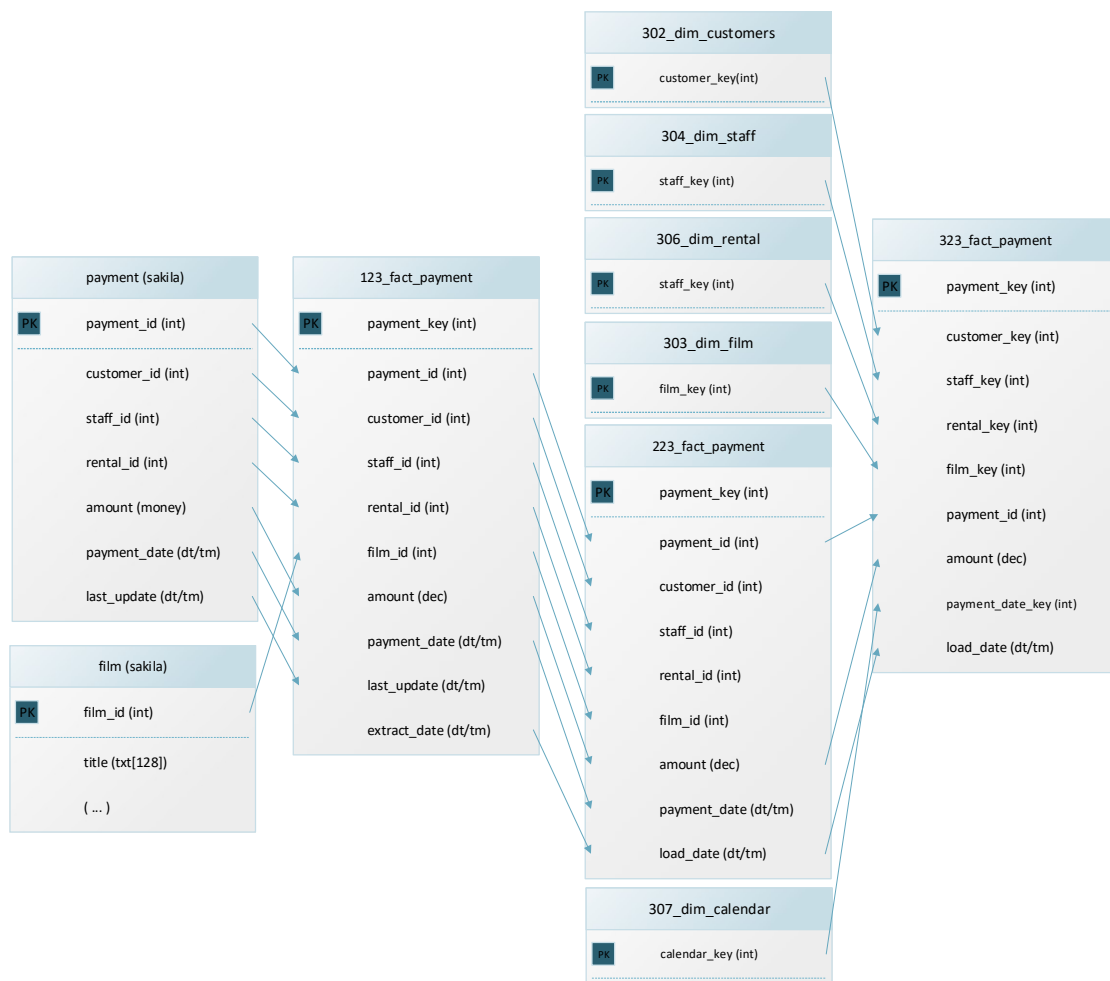 payment (sakila)
PK payment_id (int)
customer_id (int)
staff_id (int)
rental_id (int)
amount (money)
payment_date (dt/tm)
last_update (dt/tm)
film (sakila)
PK film_id (int)
title (txt[128])
( ... )
123_fact_payment
PK payment_key (int)
payment_id (int)
customer_id (int)
staff_id (int)
rental_id (int)
film_id (int)
amount (dec)
payment_date (dt/tm)
last_update (dt/tm)
extract_date (dt/tm)
302_dim_customers
PK customer_key(int)
304_dim_staff
PK staff_key (int)
306_dim_rental
PK staff_key (int)
303_dim_film
PK film_key (int)
223_fact_payment
PK payment_key (int)
payment_id (int)
customer_id (int)
staff_id (int)
rental_id (int)
film_id (int)
amount (dec)
payment_date (dt/tm)
load_date (dt/tm)
307_dim_calendar
PK calendar_key (int)
323_fact_payment
PK payment_key (int)
customer_key (int)
staff_key (int)
rental_key (int)
film_key (int)
payment_id (int)
amount (dec)
payment_date_key (int)
load_date (dt/tm)